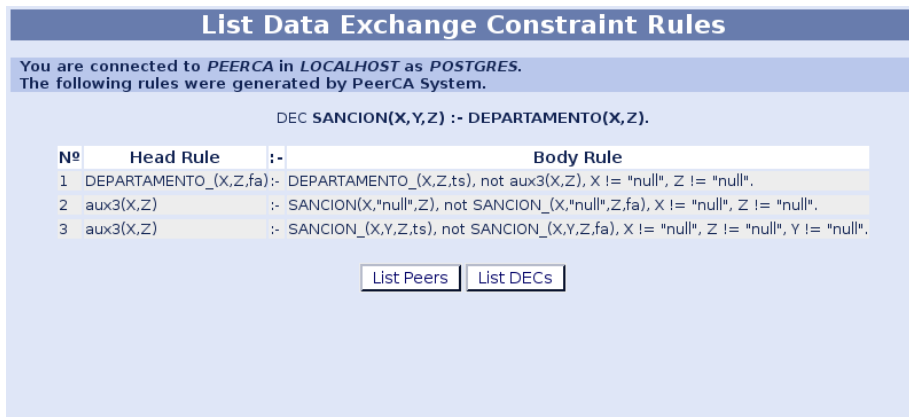 List Data Exchange Constraint Rules
You are connected to PEERCA in LOCALHOST as POSTGRES.
The following rules were generated by PeerCA System.
DEC SANCION(X,Y,Z) :- DEPARTAMENTO(X,Z).
Nº Head Rule :- Body Rule
1 DEPARTAMENTO_(X,Z,fa) :- DEPARTAMENTO_(X,Z,ts), not aux3(X,Z), X != "null", Z != "null".
2 aux3(X,Z) :- SANCION(X,"null",Z), not SANCION_(X,"null",Z,fa), X != "null", Z != "null".
3 aux3(X,Z) :- SANCION_(X,Y,Z,ts), not SANCION_(X,Y,Z,fa), X != "null", Z != "null", Y != "null".
List Peers List DECs